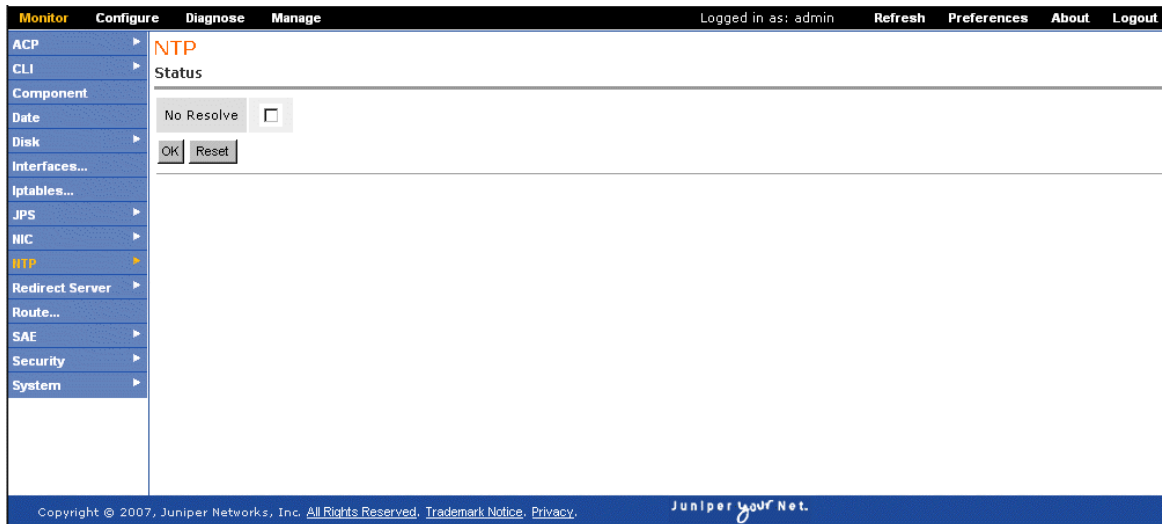 Monitor Configure Diagnose Manage Logged in as: admin Refresh Preferences About Logout
ACP
CLI
Component
Date
Disk
Interfaces...
Iptables...
JPS
NIC
NTP
Redirect Server
Route...
SAE
Security
System
NTP
Status
No Resolve
OK Reset
Copyright © 2007, Juniper Networks, Inc. All Rights Reserved. Trademark Notice. Privacy.
Juniper your Net.